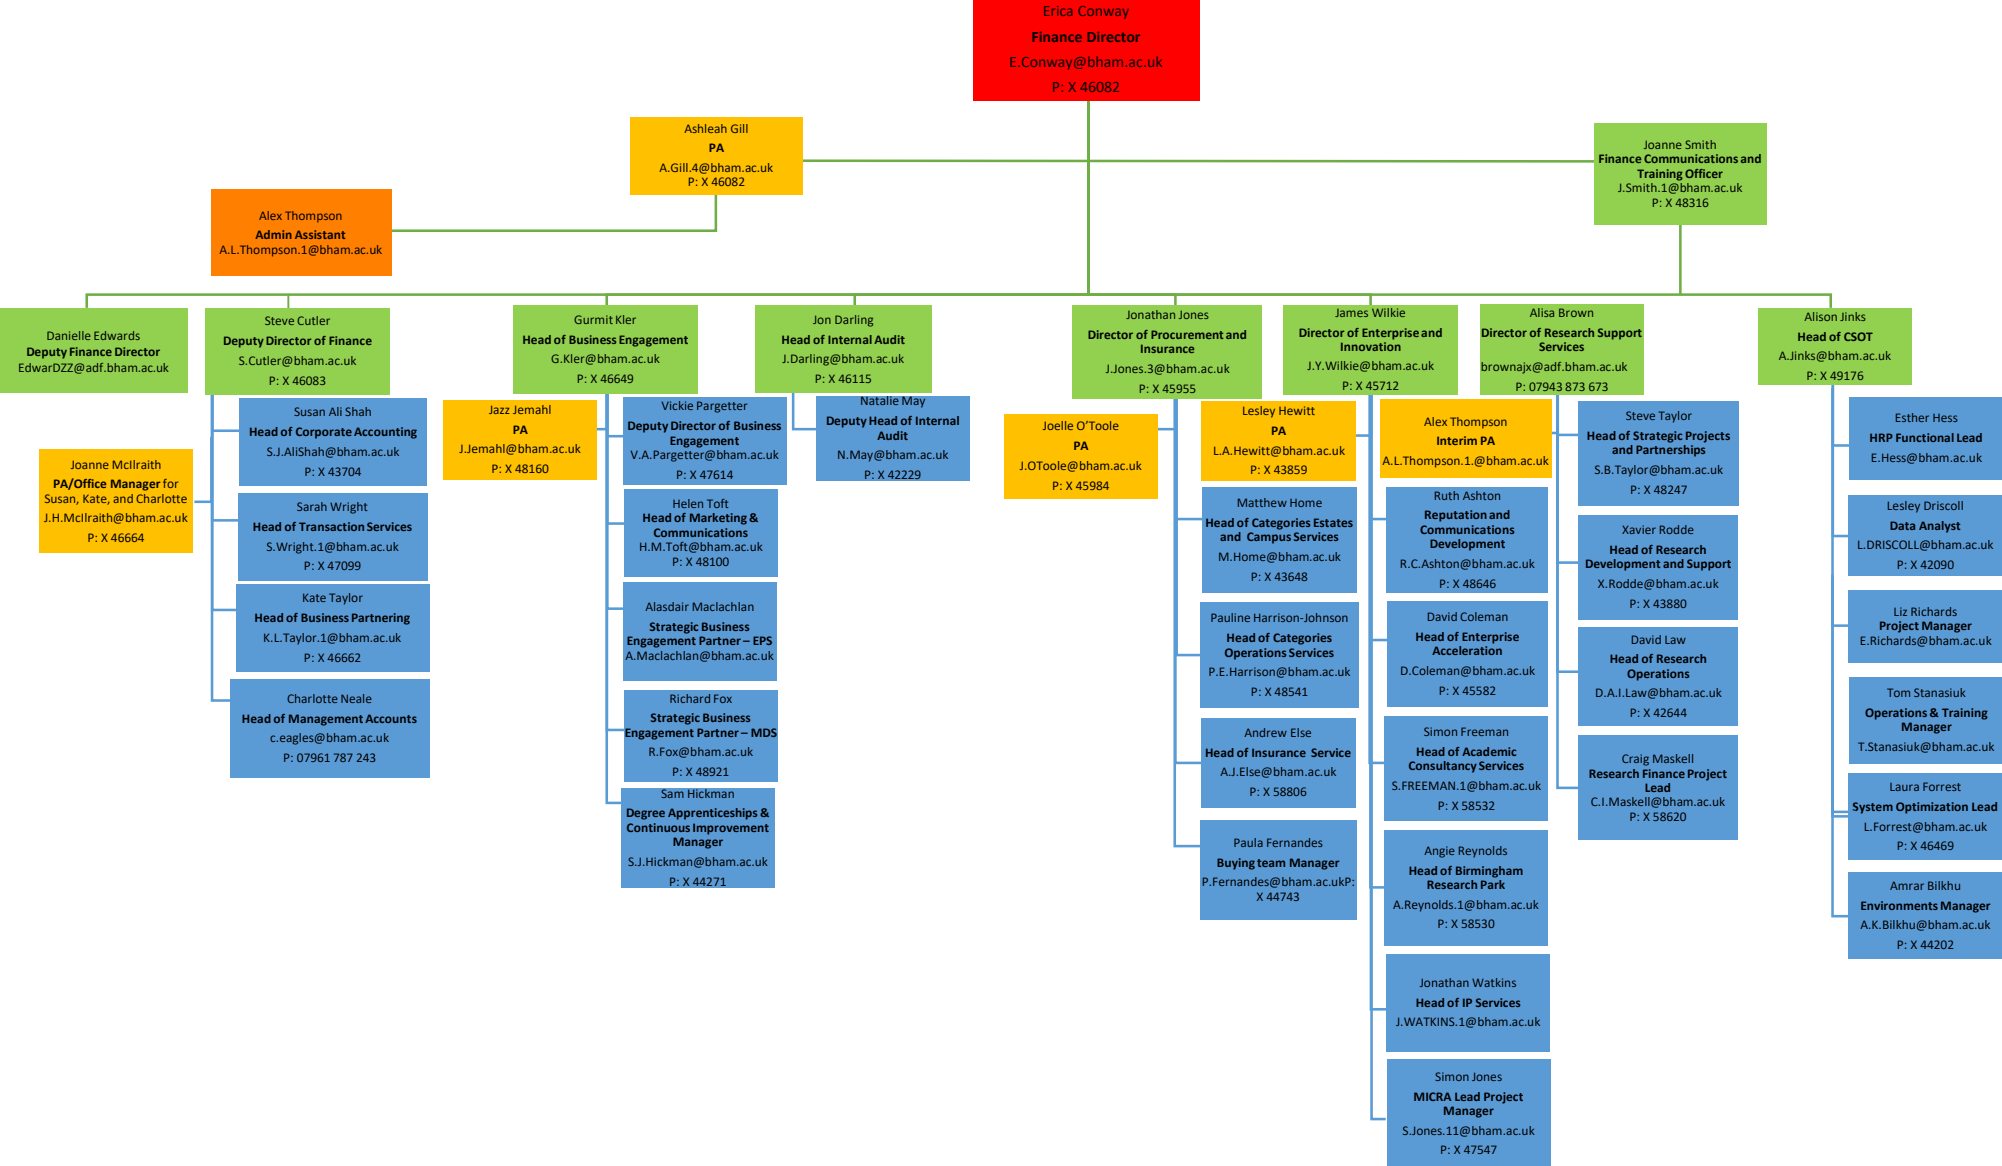 Erica Conway
Finance Director
E.Conway@bham.ac.uk
P: X 46082
Ashleah Gill
PA
A.Gill.4@bham.ac.uk
P: X 46082
Joanne Smith
Finance Communications and
Training Officer
J.Smith.1@bham.ac.uk
P: X 48316
Alex Thompson
Admin Assistant
A.L.Thompson.1@bham.ac.uk
Danielle Edwards
Deputy Finance Director
EdwarDZZ@adf.bham.ac.uk
Steve Cutler
Deputy Director of Finance
S.Cutler@bham.ac.uk
P: X 46083
Gurmit Kler
Head of Business Engagement
G.Kler@bham.ac.uk
P: X 46649
Jon Darling
Head of Internal Audit
J.Darling@bham.ac.uk
P: X 46115
Jonathan Jones
Director of Procurement and
Insurance
J.Jones.3@bham.ac.uk
P: X 45955
James Wilkie
Director of Enterprise and
Innovation
J.Y.Wilkie@bham.ac.uk
P: X 45712
Alisa Brown
Director of Research Support
Services
brownajx@adf.bham.ac.uk
P: 07943 873 673
Alison Jinks
Head of CSOT
A.Jinks@bham.ac.uk
P: X 49176
Joanne McIlraith
PA/Office Manager for
Susan, Kate, and Charlotte
J.H.McIlraith@bham.ac.uk
P: X 46664
Susan Ali Shah
Head of Corporate Accounting
S.J.AliShah@bham.ac.uk
P: X 43704
Sarah Wright
Head of Transaction Services
S.Wright.1@bham.ac.uk
P: X 47099
Kate Taylor
Head of Business Partnering
K.L.Taylor.1@bham.ac.uk
P: X 46662
Charlotte Neale
Head of Management Accounts
c.eagles@bham.ac.uk
P: 07961 787 243
Jazz Jemahl
PA
J.Jemahl@bham.ac.uk
P: X 48160
Vickie Pargetter
Deputy Director of Business
Engagement
V.A.Pargetter@bham.ac.uk
P: X 47614
Helen Toft
Head of Marketing &
Communications
H.M.Toft@bham.ac.uk
P: X 48100
Alasdair Maclachlan
Strategic Business
Engagement Partner – EPS
A.Maclachlan@bham.ac.uk
Richard Fox
Strategic Business
Engagement Partner – MDS
R.Fox@bham.ac.uk
P: X 48921
Sam Hickman
Degree Apprenticeships &
Continuous Improvement
Manager
S.J.Hickman@bham.ac.uk
P: X 44271
Natalie May
Deputy Head of Internal
Audit
N.May@bham.ac.uk
P: X 42229
Joelle O'Toole
PA
J.OToole@bham.ac.uk
P: X 45984
Lesley Hewitt
PA
L.A.Hewitt@bham.ac.uk
P: X 43859
Matthew Home
Head of Categories Estates
and Campus Services
M.Home@bham.ac.uk
P: X 43648
Pauline Harrison-Johnson
Head of Categories
Operations Services
P.E.Harrison@bham.ac.uk
P: X 48541
Andrew Else
Head of Insurance Service
A.J.Else@bham.ac.uk
P: X 58806
Paula Fernandes
Buying team Manager
P.Fernandes@bham.ac.ukP:
X 44743
Alex Thompson
Interim PA
A.L.Thompson.1.@bham.ac.uk
Ruth Ashton
Reputation and
Communications
Development
R.C.Ashton@bham.ac.uk
P: X 48646
David Coleman
Head of Enterprise
Acceleration
D.Coleman@bham.ac.uk
P: X 45582
Simon Freeman
Head of Academic
Consultancy Services
S.FREEMAN.1@bham.ac.uk
P: X 58532
Angie Reynolds
Head of Birmingham
Research Park
A.Reynolds.1@bham.ac.uk
P: X 58530
Jonathan Watkins
Head of IP Services
J.WATKINS.1@bham.ac.uk
Simon Jones
MICRA Lead Project
Manager
S.Jones.11@bham.ac.uk
P: X 47547
Steve Taylor
Head of Strategic Projects
and Partnerships
S.B.Taylor@bham.ac.uk
P: X 48247
Xavier Rodde
Head of Research
Development and Support
X.Rodde@bham.ac.uk
P: X 43880
David Law
Head of Research
Operations
D.A.I.Law@bham.ac.uk
P: X 42644
Craig Maskell
Research Finance Project
Lead
C.I.Maskell@bham.ac.uk
P: X 58620
Esther Hess
HRP Functional Lead
E.Hess@bham.ac.uk
Lesley Driscoll
Data Analyst
L.DRISCOLL@bham.ac.uk
P: X 42090
Liz Richards
Project Manager
E.Richards@bham.ac.uk
Tom Stanasiuk
Operations & Training
Manager
T.Stanasiuk@bham.ac.uk
Laura Forrest
System Optimization Lead
L.Forrest@bham.ac.uk
P: X 46469
Amrar Bilkhu
Environments Manager
A.K.Bilkhu@bham.ac.uk
P: X 44202